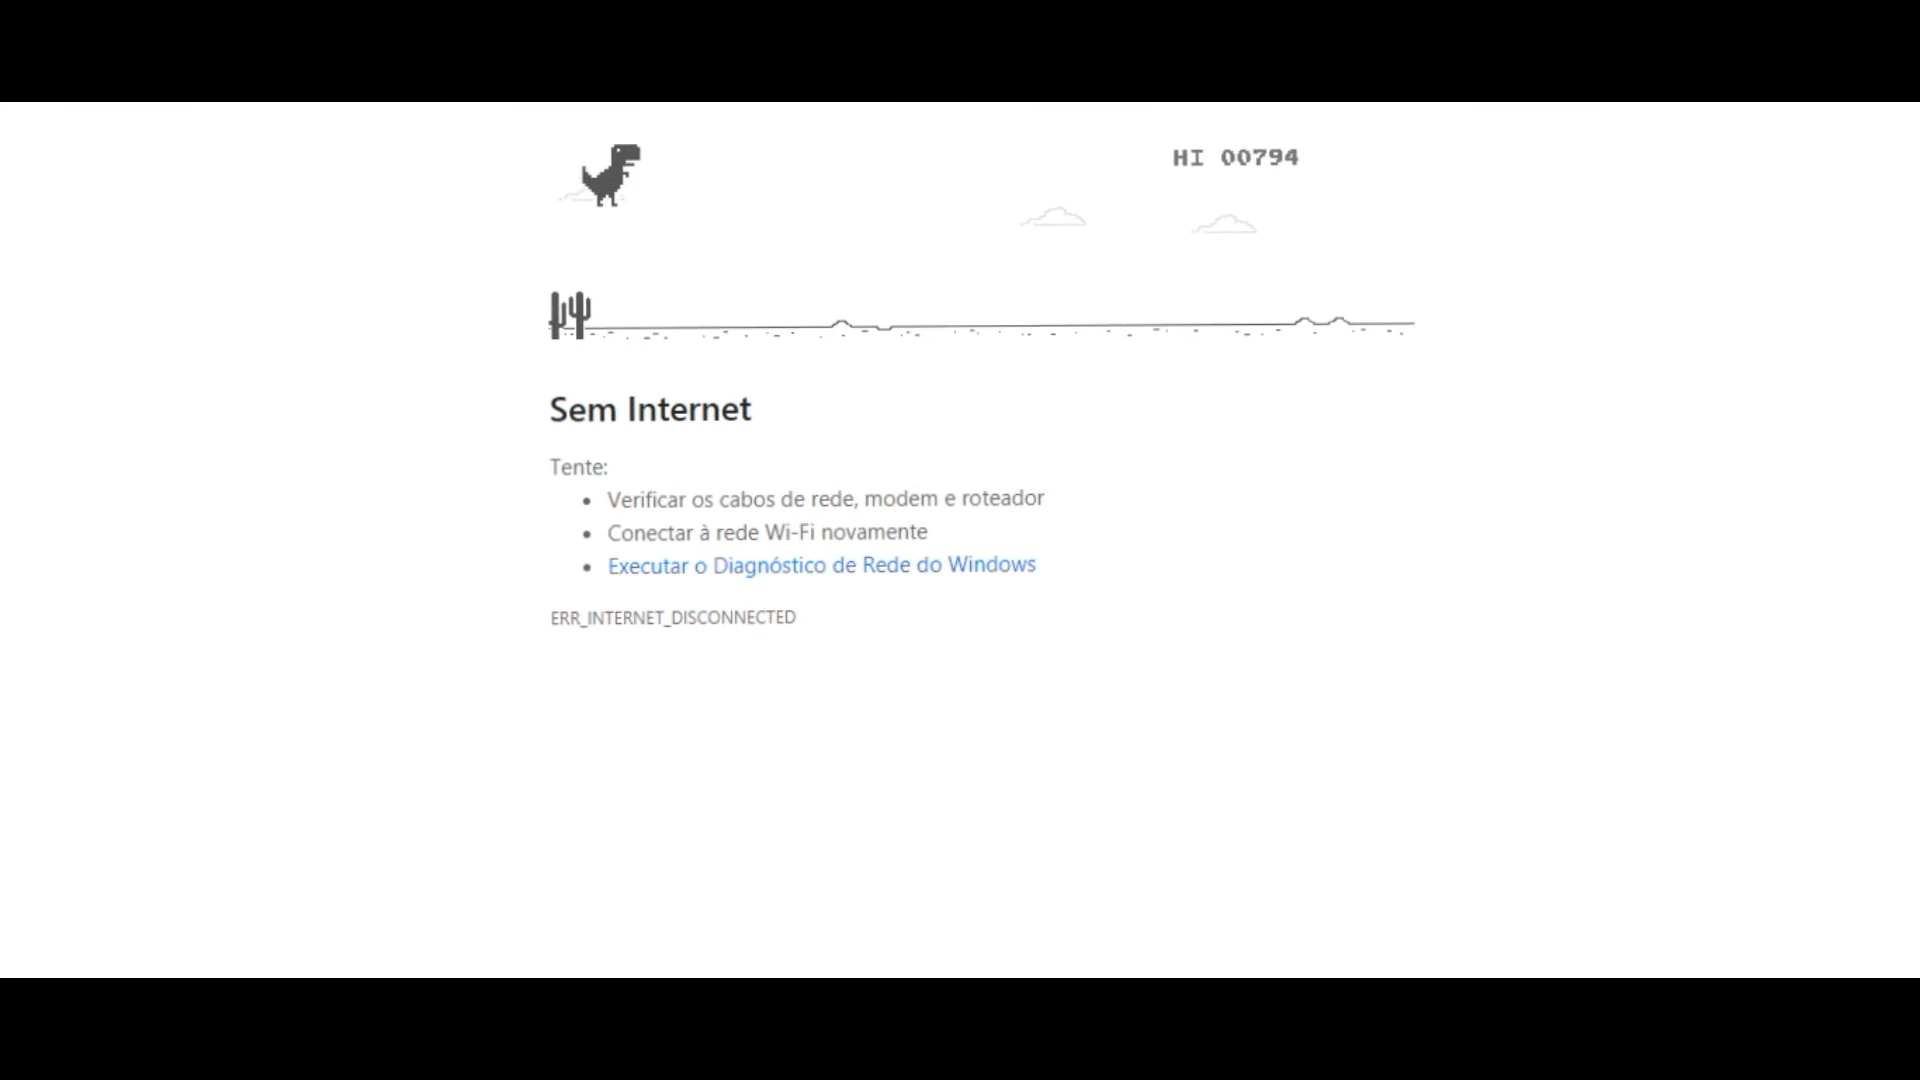 HI 00794
Sem Internet
Tente:
Verificar os cabos de rede, modem e roteador
Conectar à rede Wi-Fi novamente
Executar o Diagnóstico de Rede do Windows
ERR_INTERNET_DISCONNECTED